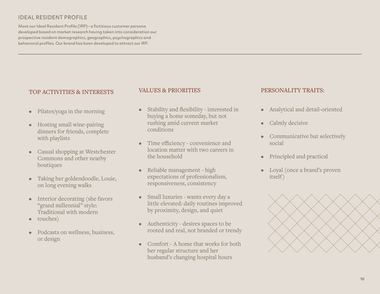 IDEAL RESIDENT PROFILE
Meet our Ideal Resident Profile (IRP)—a fictitious customer persona
developed based on market research having taken into consideration our
prospective resident demographics, geographics, psychographics and
behavioral profiles. Our brand has been developed to attract our IRP.
TOP ACTIVITIES & INTERESTS
• Pilates/yoga in the morning
• Hosting small wine-pairing
dinners for friends, complete
with playlists
• Casual shopping at Westchester
Commons and other nearby
boutiques
• Taking her goldendoodle, Louie,
on long evening walks
• Interior decorating (she favors
"grand millennial" style:
Traditional with modern
• touches)
• Podcasts on wellness, business,
or design
VALUES & PRIORITIES
• Stability and flexibility - interested in
buying a home someday, but not
rushing amid current market
conditions
• Time efficiency - convenience and
location matter with two careers in
the household
• Reliable management - high
expectations of professionalism,
responsiveness, consistency
• Small luxuries - wants every day a
little elevated: daily routines improved
by proximity, design, and quiet
• Authenticity - desires spaces to be
rooted and real, not branded or trendy
• Comfort - A home that works for both
her regular structure and her
husband's changing hospital hours
PERSONALITY TRAITS:
• Analytical and detail-oriented
• Calmly decisive
• Communicative but selectively
social
• Principled and practical
• Loyal (once a brand's proven
itself)